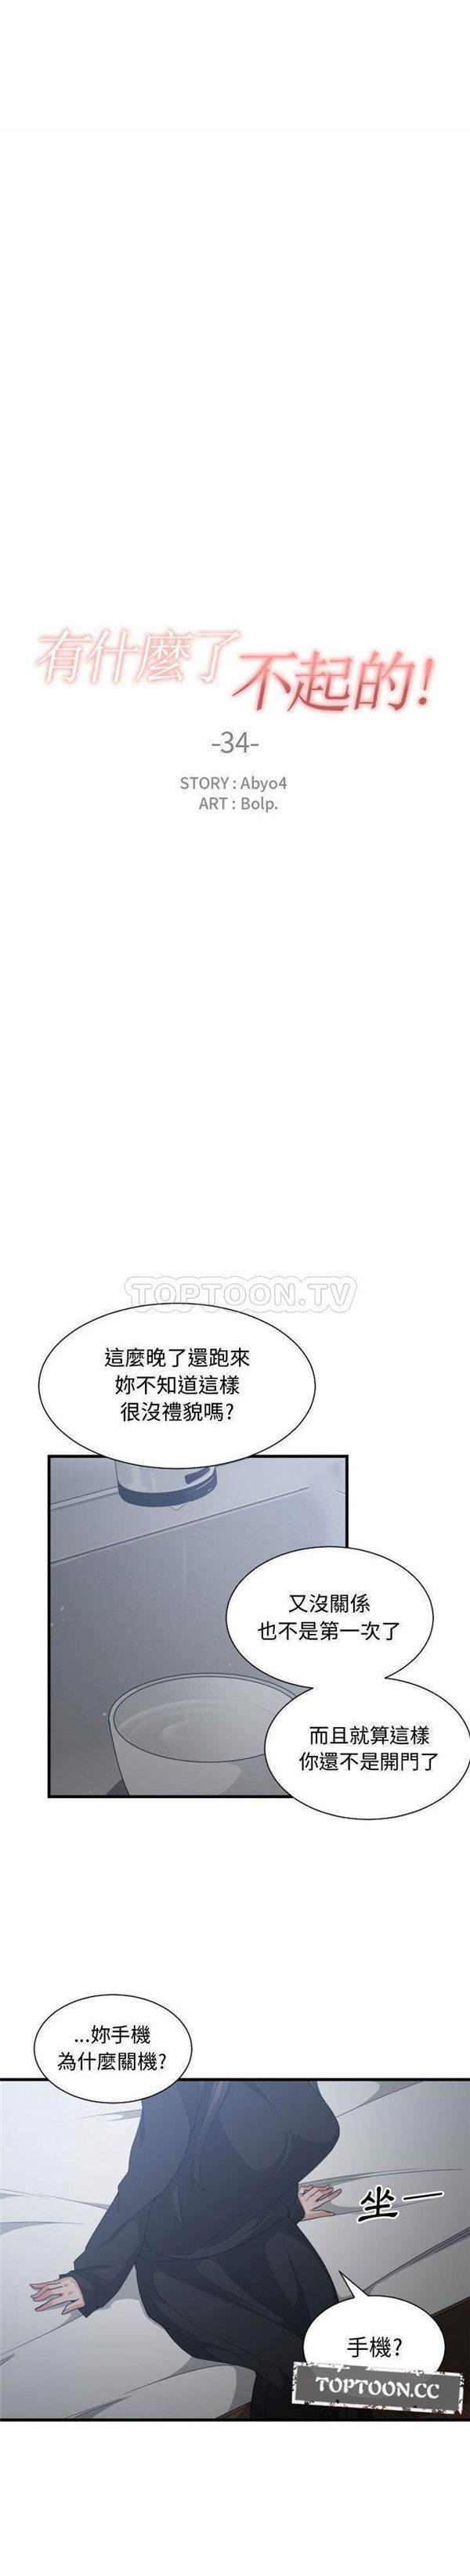 有什麼了
不起的!
-34-
STORY : Abyo4
ART : Bolp.
TOPTOON.TV
這麼晚了還跑來
妳不知道這樣
很沒禮貌嗎?
又沒關係
也不是第一次了
而且就算這樣
你還不是開門了
...妳手機
為什麼關機?
坐一
手機?
TOPTOON.CC